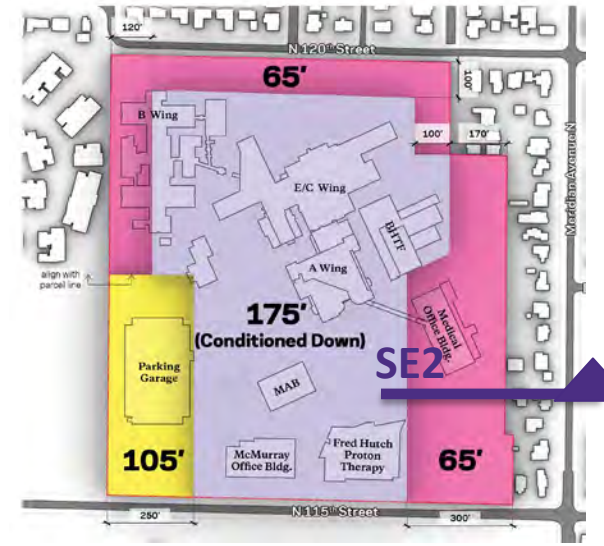 120'
N 120th Street
65'
100'
B Wing
100'
170'
E/C Wing
Meridian Avenue N
BHTF
A Wing
align with
parcel line
175'
(Conditioned Down)
Medical
Office Bldg.
Parking
Garage
SE2
MAB
105'
McMurray
Office Bldg.
Fred Hutch
Proton
Therapy
65'
250'
N 115th Street
300'